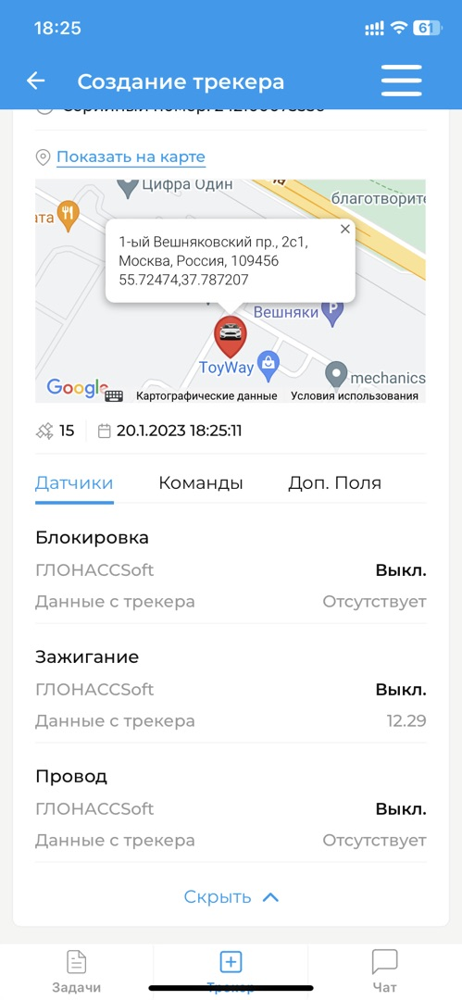 18:25
61
Создание трекера
Показать на карте
Цифра Один
благотворите
ата
1-ый Вешняковский пр., 2с1,
Москва, Россия, 109456
55.72474,37.787207
Вешняки
P
ToyWay
mechanics
Google
Картографические данные
Условия использования
15
20.1.2023 18:25:11
Датчики
Команды
Доп. Поля
Блокировка
ГЛОНАССSoft
Выкл.
Данные с трекера
Отсутствует
Зажигание
ГЛОНАССSoft
Выкл.
Данные с трекера
12.29
Провод
ГЛОНАССSoft
Выкл.
Данные с трекера
Отсутствует
Скрыть
Задачи
Трекер
Чат